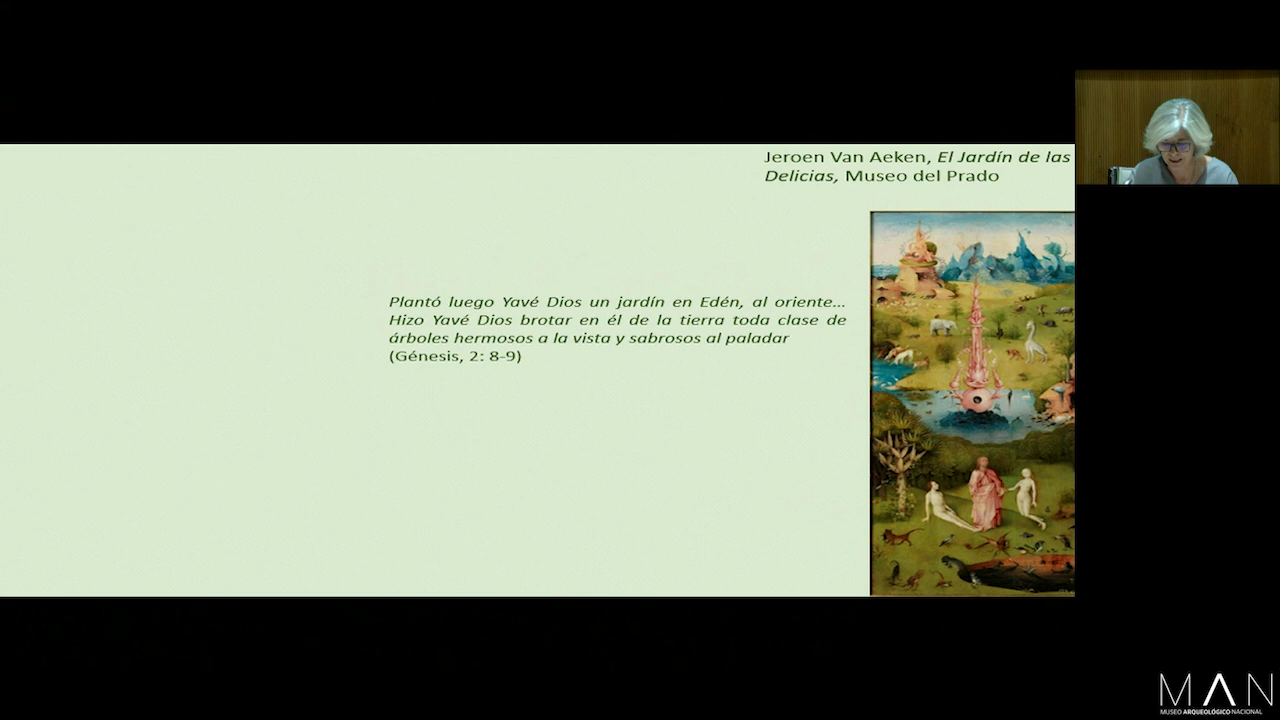 Jeroen Van Aeken, El Jardín de las
Delicias, Museo del Prado
Plantó luego Yavé Dios un jardín en Edén, al oriente...
Hizo Yavé Dios brotar en él de la tierra toda clase de
árboles hermosos a la vista y sabrosos al paladar
(Génesis, 2: 8-9)
MAN
MUSEO ARQUEOLÓGICO NACIONAL